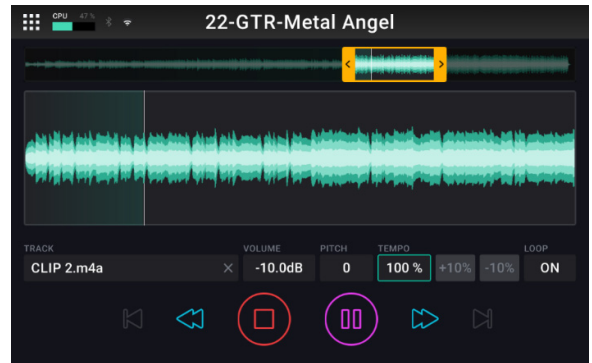 CPU 47 % 22-GTR-Metal Angel
TRACK VOLUME PITCH TEMPO LOOP
CLIP 2.m4a × -10.0dB 0 100 % +10% -10% ON